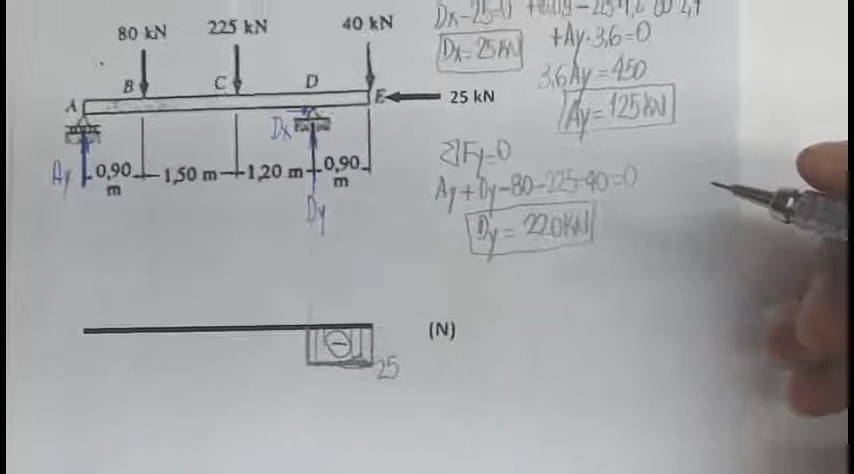 80 kN
225 kN
40 kN
A
B
C
D
E
25 kN
Dx
Ay
Dy
0,90 m
1,50 m
1,20 m
0,90 m
Dx-25=0
Dx=25KN
+Ay·3,6=0
3,6Ay=450
Ay=125kN
ΣFy=0
Ay+Dy-80-225-40=0
Dy=220KN
(N)
25